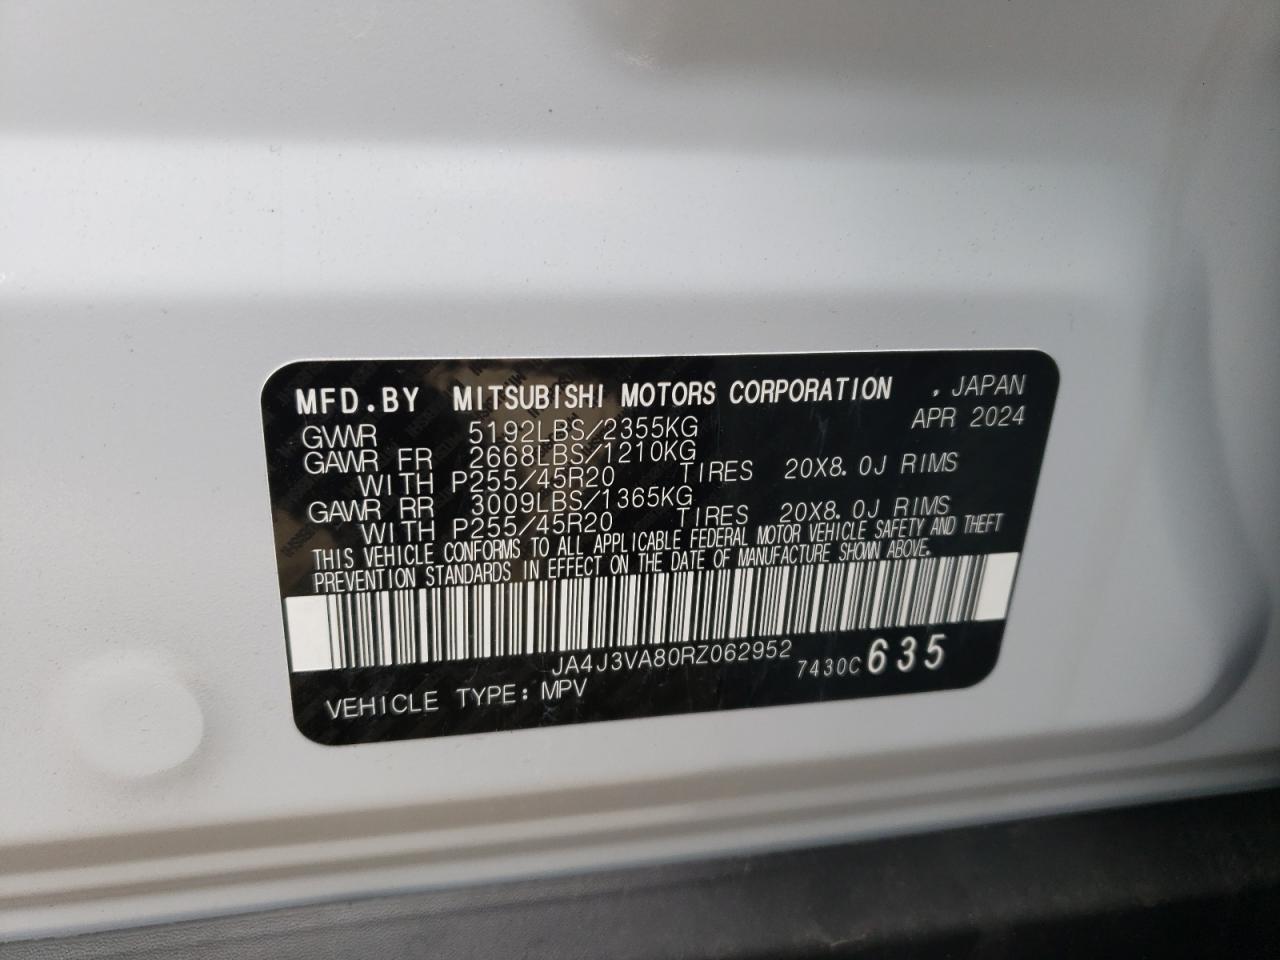 MFD.BY MITSUBISHI MOTORS CORPORATION , JAPAN
APR 2024
GVWR 5192LBS/2355KG
GAWR FR 2668LBS/1210KG
WITH P255/45R20 TIRES 20X8.0J RIMS
GAWR RR 3009LBS/1365KG
WITH P255/45R20 TIRES 20X8.0J RIMS
THIS VEHICLE CONFORMS TO ALL APPLICABLE FEDERAL MOTOR VEHICLE SAFETY AND THEFT
PREVENTION STANDARDS IN EFFECT ON THE DATE OF MANUFACTURE SHOWN ABOVE.
JA4J3VA80RZ062952
7430C 635
VEHICLE TYPE: MPV